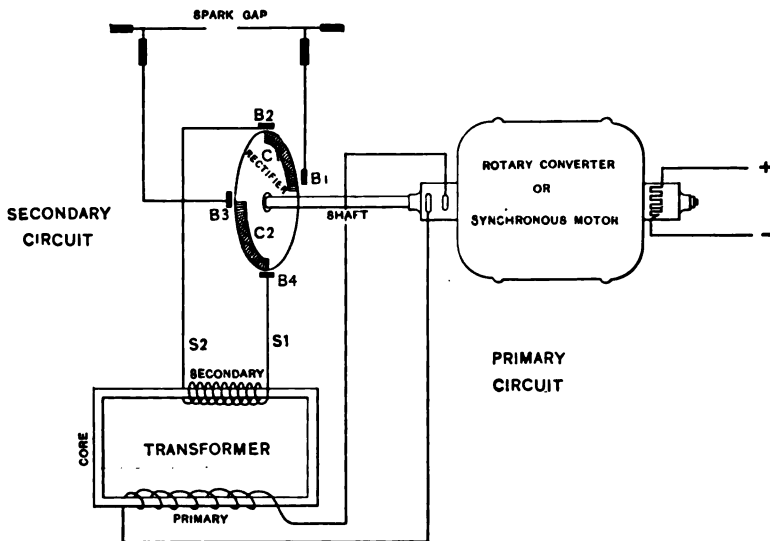 SPARK GAP
B2
C
RECTIFIER
B1
B3
C2
B4
SHAFT
ROTARY CONVERTER
OR
SYNCHRONOUS MOTOR
+
−
SECONDARY
CIRCUIT
S2
S1
SECONDARY
PRIMARY
CIRCUIT
CORE
TRANSFORMER
PRIMARY